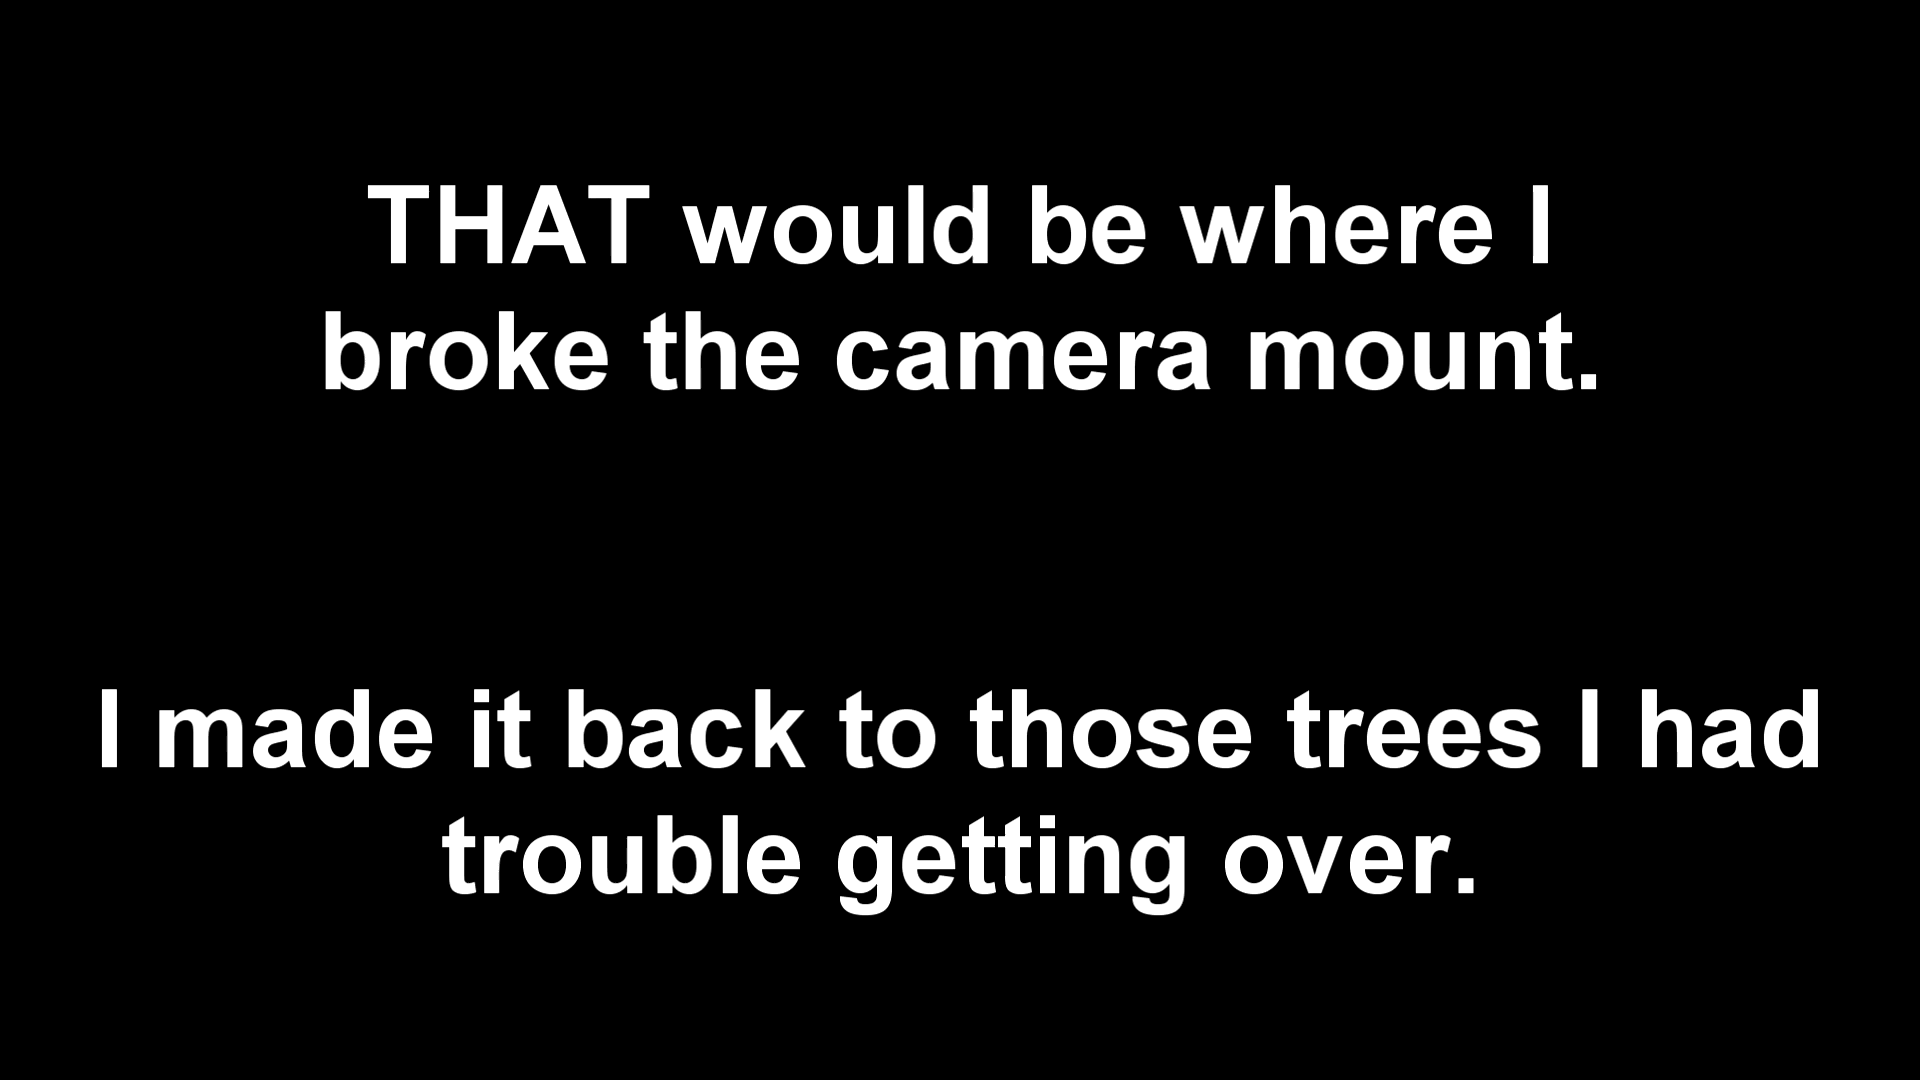 THAT would be where I
broke the camera mount.
I made it back to those trees I had
trouble getting over.